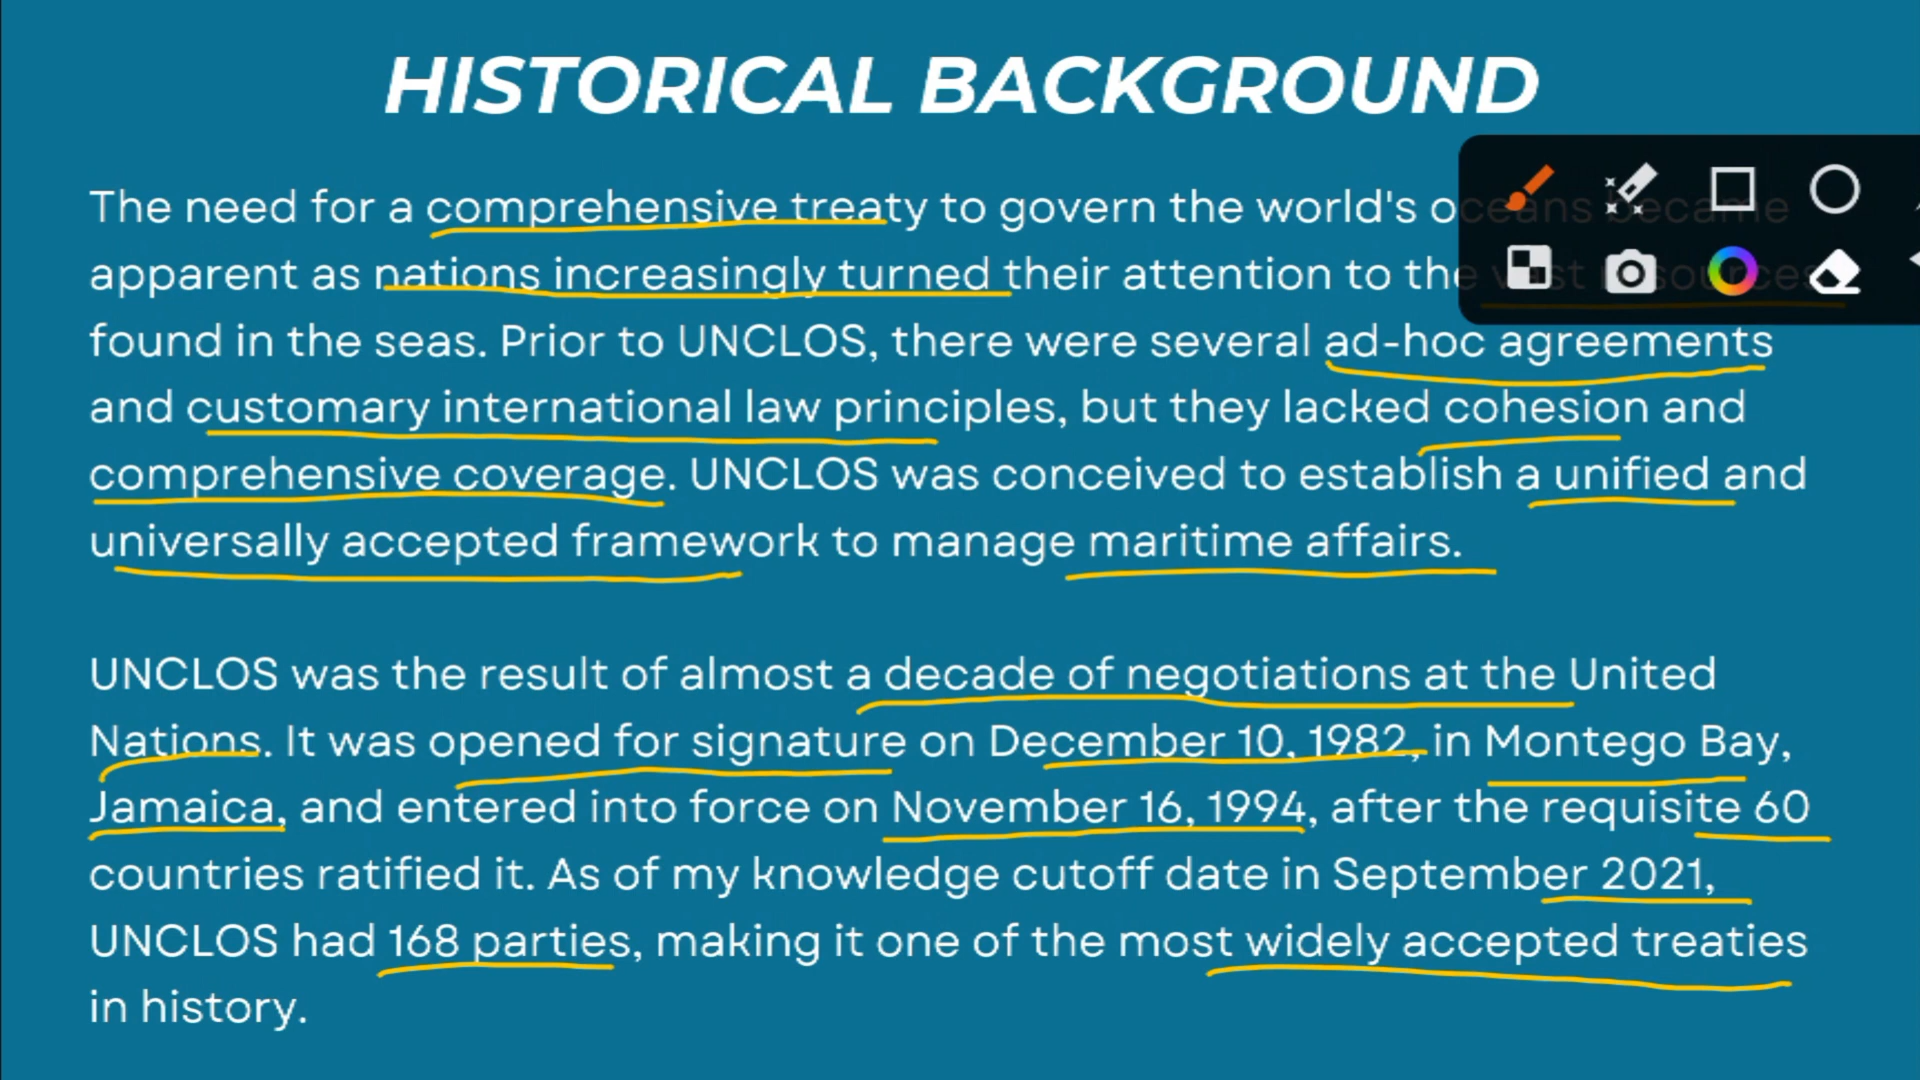 HISTORICAL BACKGROUND
The need for a comprehensive treaty to govern the world's oceans became
apparent as nations increasingly turned their attention to the vast resources
found in the seas. Prior to UNCLOS, there were several ad-hoc agreements
and customary international law principles, but they lacked cohesion and
comprehensive coverage. UNCLOS was conceived to establish a unified and
universally accepted framework to manage maritime affairs.
UNCLOS was the result of almost a decade of negotiations at the United
Nations. It was opened for signature on December 10, 1982, in Montego Bay,
Jamaica, and entered into force on November 16, 1994, after the requisite 60
countries ratified it. As of my knowledge cutoff date in September 2021,
UNCLOS had 168 parties, making it one of the most widely accepted treaties
in history.